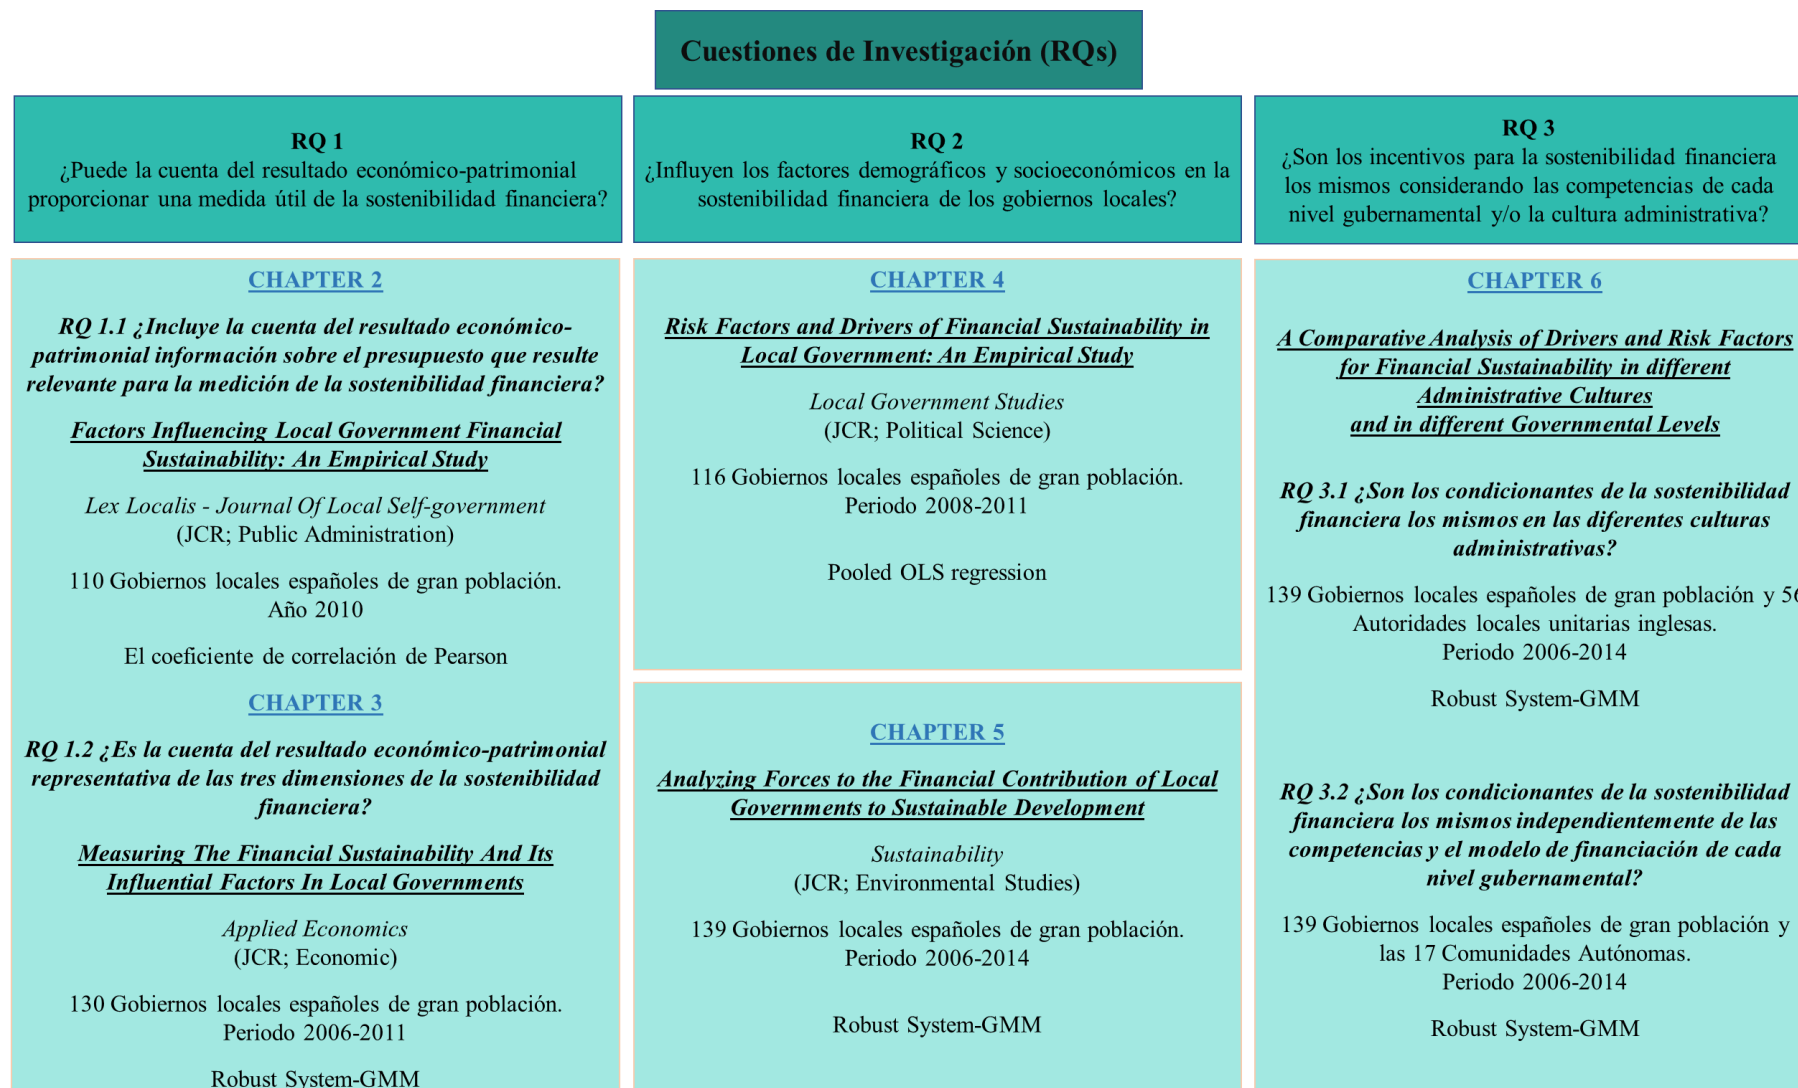 Cuestiones de Investigación (RQs)
RQ 1
¿Puede la cuenta del resultado económico-patrimonial
proporcionar una medida útil de la sostenibilidad financiera?
RQ 2
¿Influyen los factores demográficos y socioeconómicos en la
sostenibilidad financiera de los gobiernos locales?
RQ 3
¿Son los incentivos para la sostenibilidad financiera
los mismos considerando las competencias de cada
nivel gubernamental y/o la cultura administrativa?
CHAPTER 2
RQ 1.1 ¿Incluye la cuenta del resultado económico-
patrimonial información sobre el presupuesto que resulte
relevante para la medición de la sostenibilidad financiera?
Factors Influencing Local Government Financial
Sustainability: An Empirical Study
Lex Localis - Journal Of Local Self-government
(JCR; Public Administration)
110 Gobiernos locales españoles de gran población.
Año 2010
El coeficiente de correlación de Pearson
CHAPTER 3
RQ 1.2 ¿Es la cuenta del resultado económico-patrimonial
representativa de las tres dimensiones de la sostenibilidad
financiera?
Measuring The Financial Sustainability And Its
Influential Factors In Local Governments
Applied Economics
(JCR; Economic)
130 Gobiernos locales españoles de gran población.
Periodo 2006-2011
Robust System-GMM
CHAPTER 4
Risk Factors and Drivers of Financial Sustainability in
Local Government: An Empirical Study
Local Government Studies
(JCR; Political Science)
116 Gobiernos locales españoles de gran población.
Periodo 2008-2011
Pooled OLS regression
CHAPTER 5
Analyzing Forces to the Financial Contribution of Local
Governments to Sustainable Development
Sustainability
(JCR; Environmental Studies)
139 Gobiernos locales españoles de gran población.
Periodo 2006-2014
Robust System-GMM
CHAPTER 6
A Comparative Analysis of Drivers and Risk Factors
for Financial Sustainability in different
Administrative Cultures
and in different Governmental Levels
RQ 3.1 ¿Son los condicionantes de la sostenibilidad
financiera los mismos en las diferentes culturas
administrativas?
139 Gobiernos locales españoles de gran población y 56
Autoridades locales unitarias inglesas.
Periodo 2006-2014
Robust System-GMM
RQ 3.2 ¿Son los condicionantes de la sostenibilidad
financiera los mismos independientemente de las
competencias y el modelo de financiación de cada
nivel gubernamental?
139 Gobiernos locales españoles de gran población y
las 17 Comunidades Autónomas.
Periodo 2006-2014
Robust System-GMM